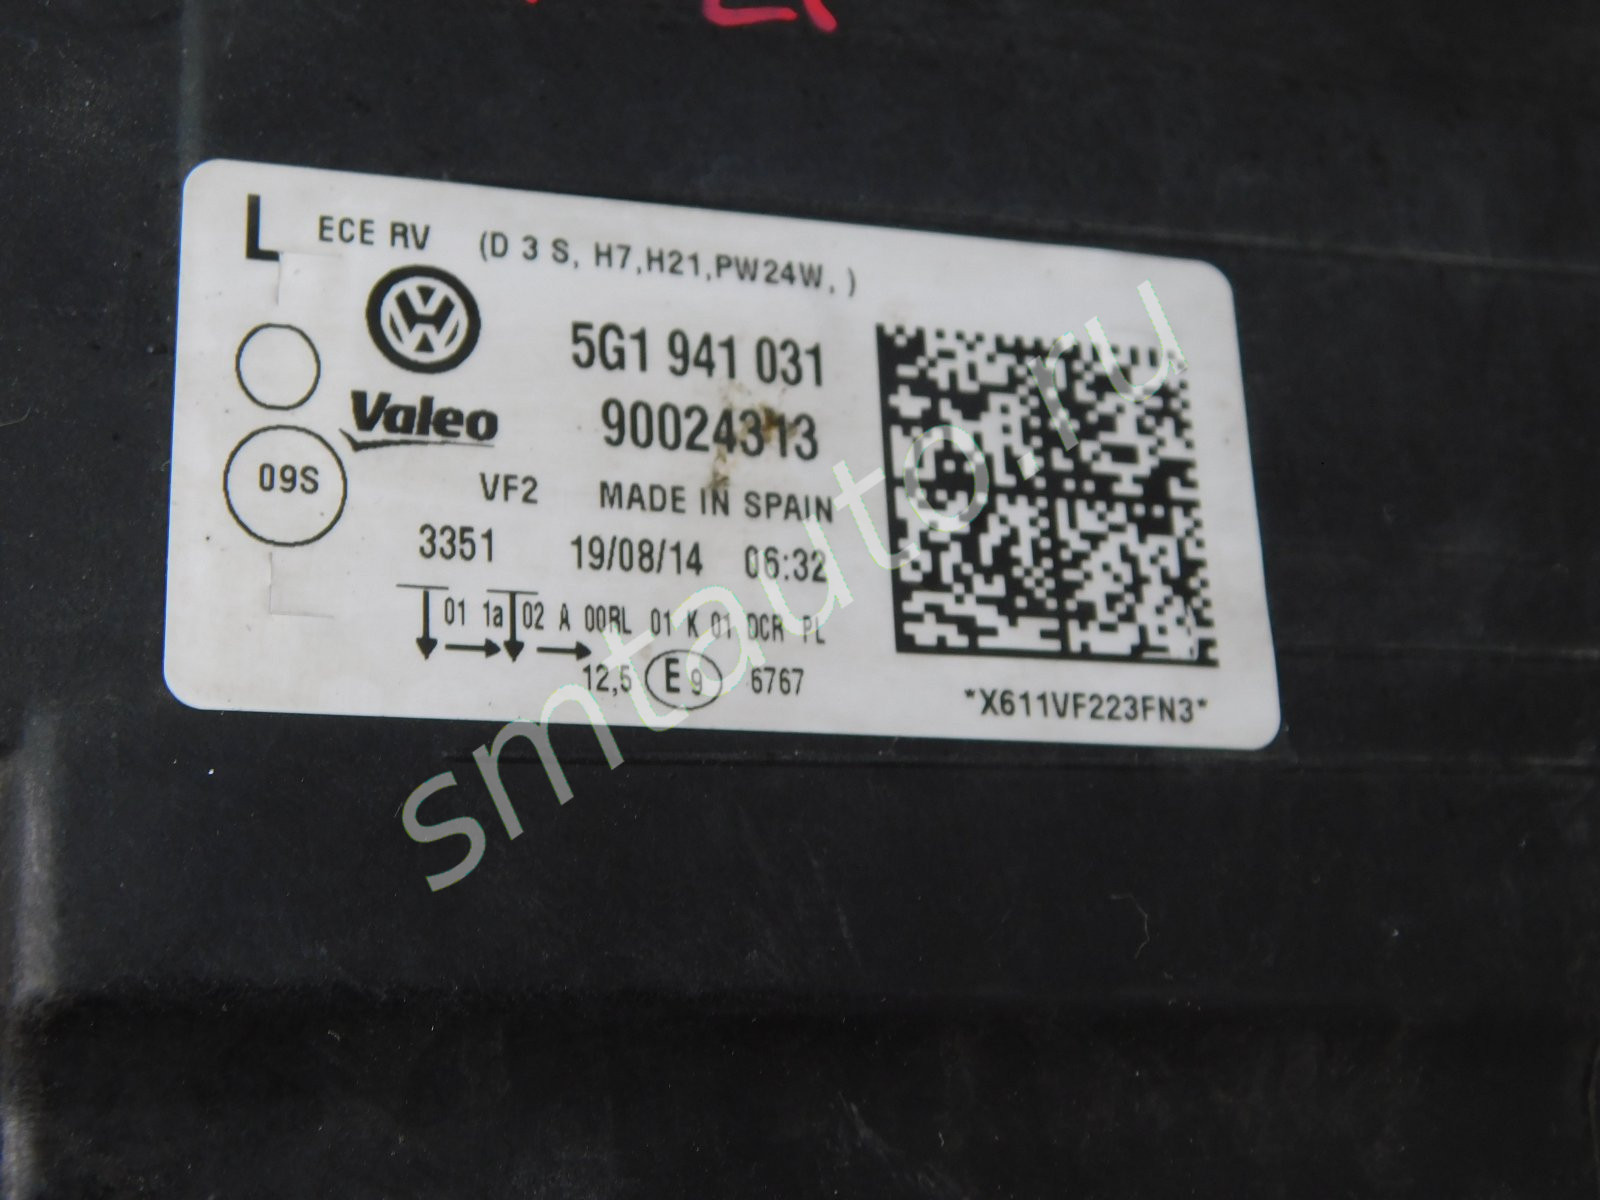 L ECE RV (D 3 S, H7,H21,PW24W, )
5G1 941 031
Valeo 90024313
09S VF2 MADE IN SPAIN
3351 19/08/14 06:32
01 1a 02 A 00RL 01 K 01 DCR PL
12,5 E 9 6767
*X611VF223FN3*
smtauto.ru